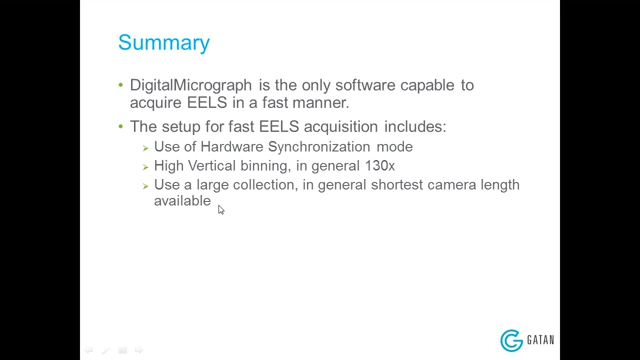 Summary
• DigitalMicrograph is the only software capable to
acquire EELS in a fast manner.
• The setup for fast EELS acquisition includes:
➢ Use of Hardware Synchronization mode
➢ High Vertical binning, in general 130x
➢ Use a large collection, in general shortest camera length
available
GATAN